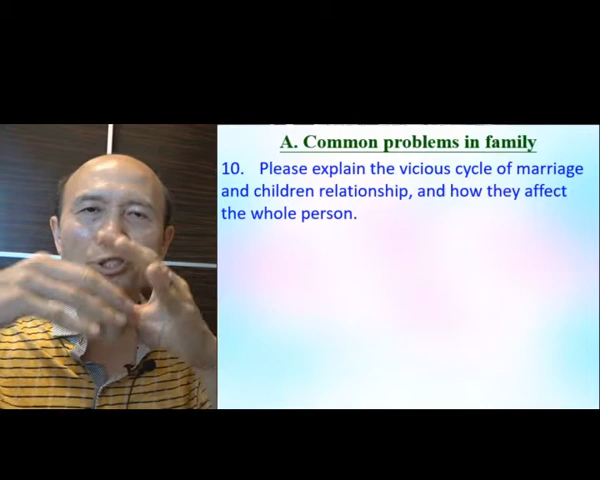 A. Common problems in family
10. Please explain the vicious cycle of marriage
and children relationship, and how they affect
the whole person.